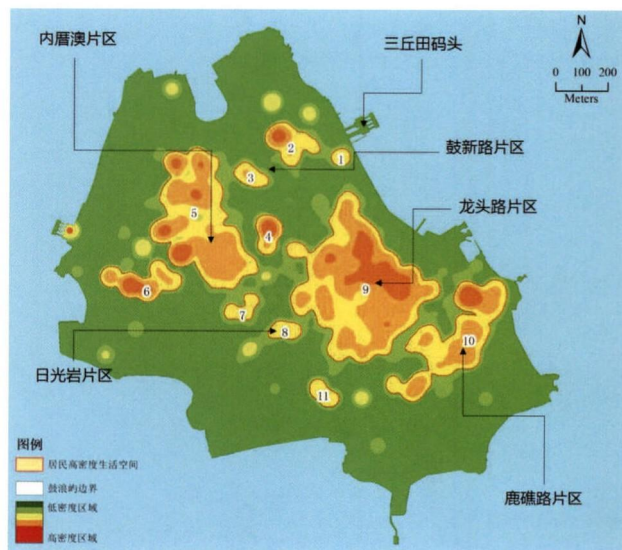 内厝澳片区
三丘田码头
N
0 100 200
Meters
鼓新路片区
龙头路片区
1
2
3
4
5
6
7
8
9
10
11
日光岩片区
鹿礁路片区
图例
居民高密度生活空间
鼓浪屿边界
低密度区域
高密度区域